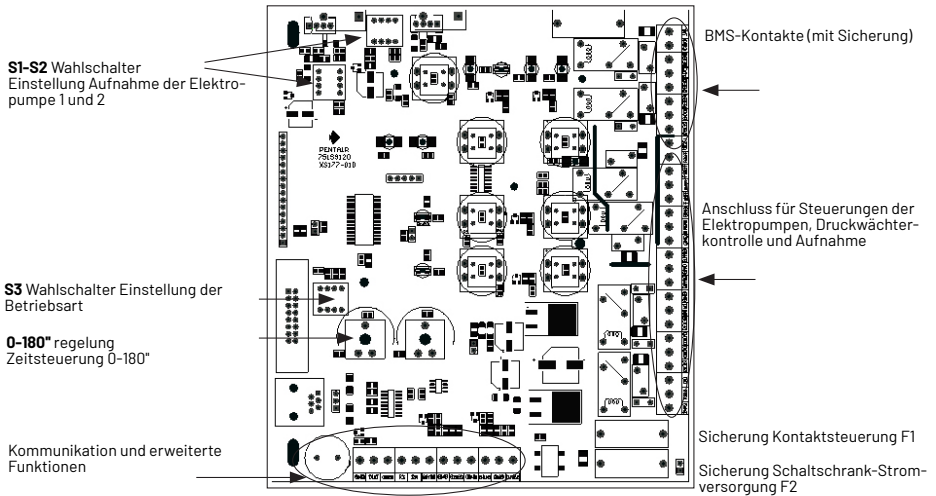 BMS-Kontakte (mit Sicherung)
S1-S2 Wahlschalter
Einstellung Aufnahme der Elektro-
pumpe 1 und 2
PENTAIR
Anschluss für Steuerungen der
Elektropumpen, Druckwächter-
kontrolle und Aufnahme
S3 Wahlschalter Einstellung der
Betriebsart
0-180" regelung
Zeitsteuerung 0-180"
Kommunikation und erweiterte
Funktionen
Sicherung Kontaktsteuerung F1
Sicherung Schaltschrank-Strom-
versorgung F2